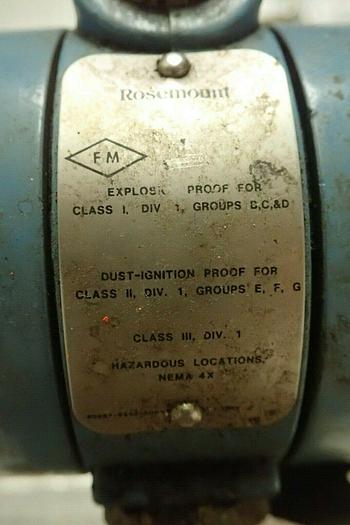 Rosemount
FM
PROOF FOR
CLASS I, DIV 1, GROUPS B,C,&D
DUST-IGNITION PROOF FOR
CLASS II, DIV. 1, GROUPS E, F, G
CLASS III, DIV. 1
HAZARDOUS LOCATIONS.
NEMA 4X